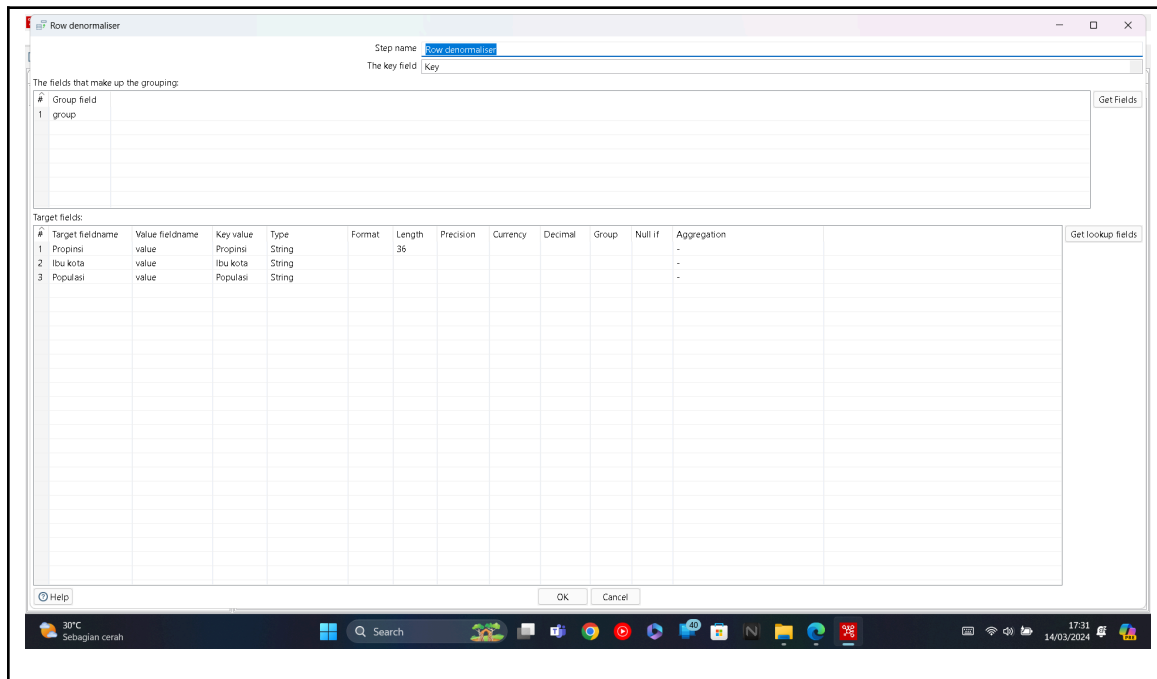 Row denormaliser
Step name Row denormaliser
The key field Key
The fields that make up the grouping:
# Group field
Get Fields
1 group
Target fields:
# Target fieldname Value fieldname Key value Type Format Length Precision Currency Decimal Group Null if Aggregation
Get lookup fields
1 Propinsi value Propinsi String 36 -
2 Ibu kota value Ibu kota String -
3 Populasi value Populasi String -
Help OK Cancel
30°C
Sebagian cerah
Search
40
17:31
14/03/2024